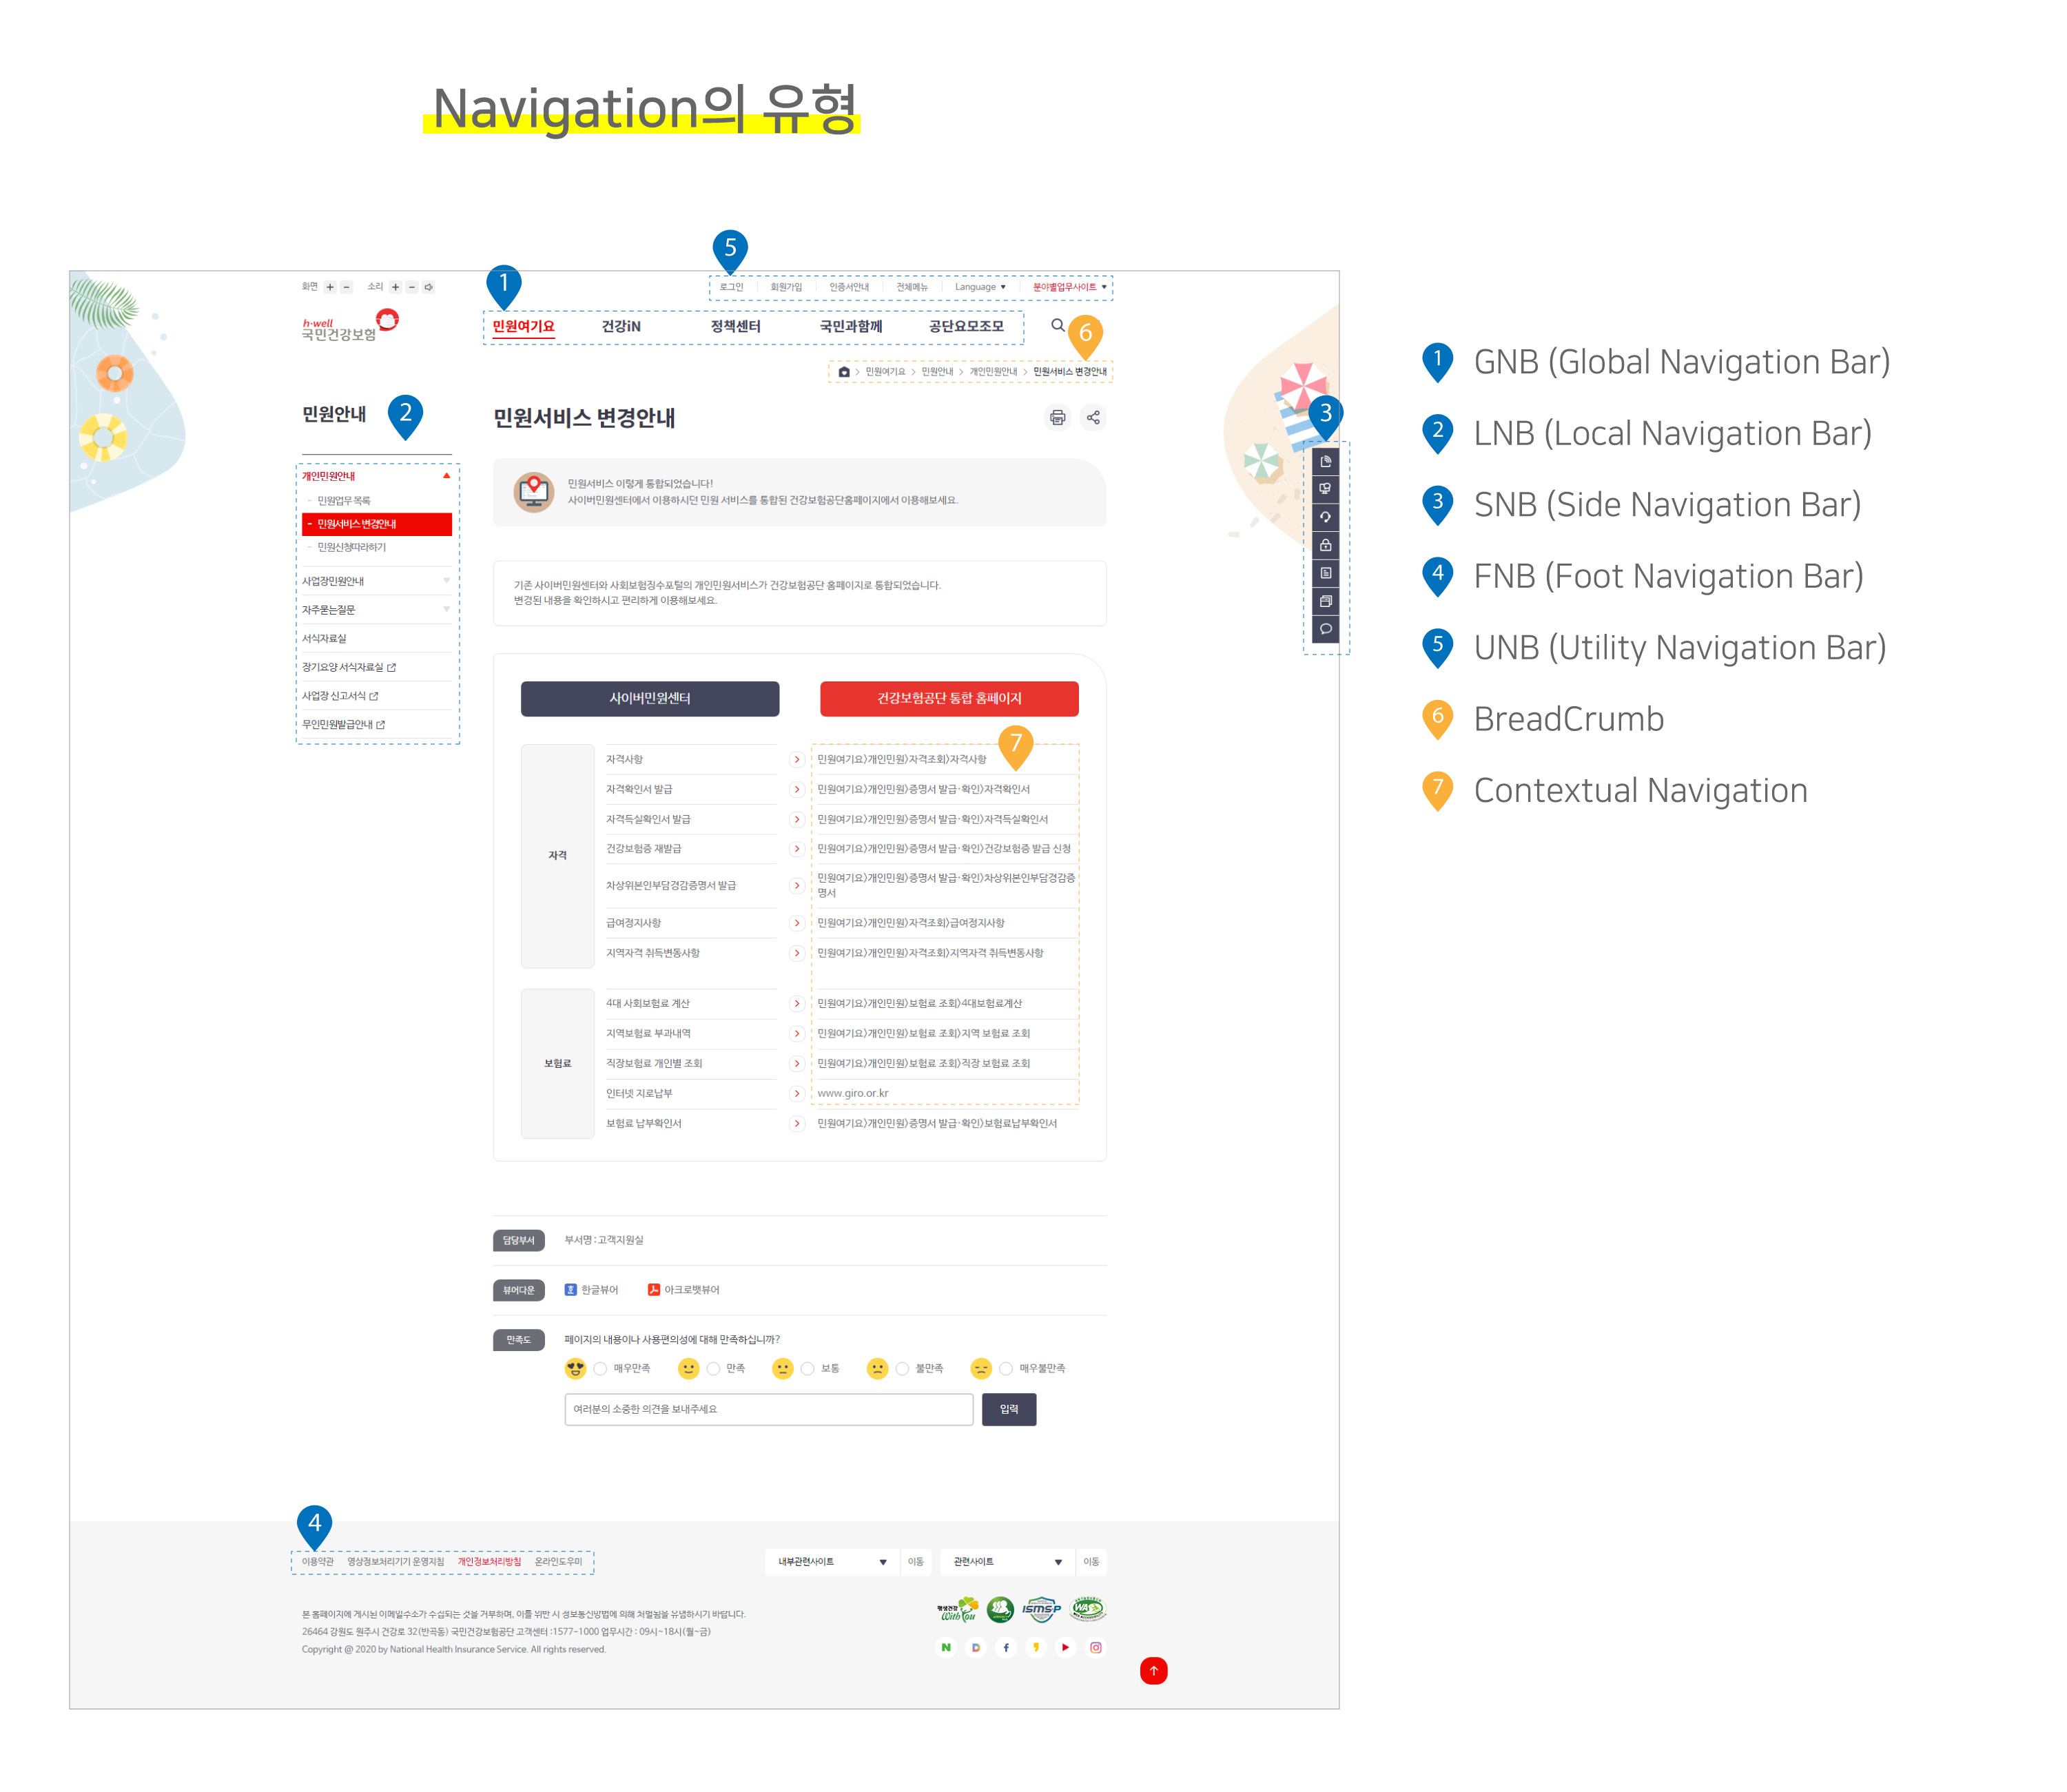 Navigation의 유형
5
1
화면 + - 소리 + -
로그인 회원가입 인증서안내 전체메뉴 Language ▼ 분야별업무사이트 ▼
h·well
국민건강보험
민원여기요 건강iN 정책센터 국민과함께 공단요모조모
6
> 민원여기요 > 민원안내 > 개인민원안내 > 민원서비스 변경안내
민원안내
2
민원서비스 변경안내
3
개인민원안내
- 민원업무 목록
- 민원서비스 변경안내
- 민원신청따라하기
사업장민원안내
자주묻는질문
서식자료실
장기요양 서식자료실
사업장 신고서식
무인민원발급안내
민원서비스 이렇게 통합되었습니다!
사이버민원센터에서 이용하시던 민원 서비스를 통합된 건강보험공단홈페이지에서 이용해보세요.
기존 사이버민원센터와 사회보험징수포털의 개인민원서비스가 건강보험공단 홈페이지로 통합되었습니다.
변경된 내용을 확인하시고 편리하게 이용해보세요.
사이버민원센터 건강보험공단 통합 홈페이지
7
자격
자격사항 민원여기요>개인민원>자격조회>자격사항
자격확인서 발급 민원여기요>개인민원>증명서 발급·확인>자격확인서
자격득실확인서 발급 민원여기요>개인민원>증명서 발급·확인>자격득실확인서
건강보험증 재발급 민원여기요>개인민원>증명서 발급·확인>건강보험증 발급 신청
차상위본인부담경감증명서 발급 민원여기요>개인민원>증명서 발급·확인>차상위본인부담경감증
명서
급여정지사항 민원여기요>개인민원>자격조회>급여정지사항
지역자격 취득변동사항 민원여기요>개인민원>자격조회>지역자격 취득변동사항
보험료
4대 사회보험료 계산 민원여기요>개인민원>보험료 조회>4대보험료계산
지역보험료 부과내역 민원여기요>개인민원>보험료 조회>지역 보험료 조회
직장보험료 개인별 조회 민원여기요>개인민원>보험료 조회>직장 보험료 조회
인터넷 지로납부 www.giro.or.kr
보험료 납부확인서 민원여기요>개인민원>증명서 발급·확인>보험료납부확인서
담당부서 부서명 : 고객지원실
뷰어다운 한글뷰어 아크로뱃뷰어
만족도 페이지의 내용이나 사용편의성에 대해 만족하십니까?
매우만족 만족 보통 불만족 매우불만족
여러분의 소중한 의견을 보내주세요 입력
4
이용약관 영상정보처리기기 운영지침 개인정보처리방침 온라인도우미
내부관련사이트 ▼ 이동 관련사이트 ▼ 이동
본 홈페이지에 게시된 이메일주소가 수집되는 것을 거부하며, 이를 위반 시 정보통신망법에 의해 처벌됨을 유념하시기 바랍니다.
26464 강원도 원주시 건강로 32(반곡동) 국민건강보험공단 고객센터 :1577-1000 업무시간 : 09시~18시(월~금)
Copyright @ 2020 by National Health Insurance Service. All rights reserved.
평생건강 With You
ISMS-P
WA
1 GNB (Global Navigation Bar)
2 LNB (Local Navigation Bar)
3 SNB (Side Navigation Bar)
4 FNB (Foot Navigation Bar)
5 UNB (Utility Navigation Bar)
6 BreadCrumb
7 Contextual Navigation